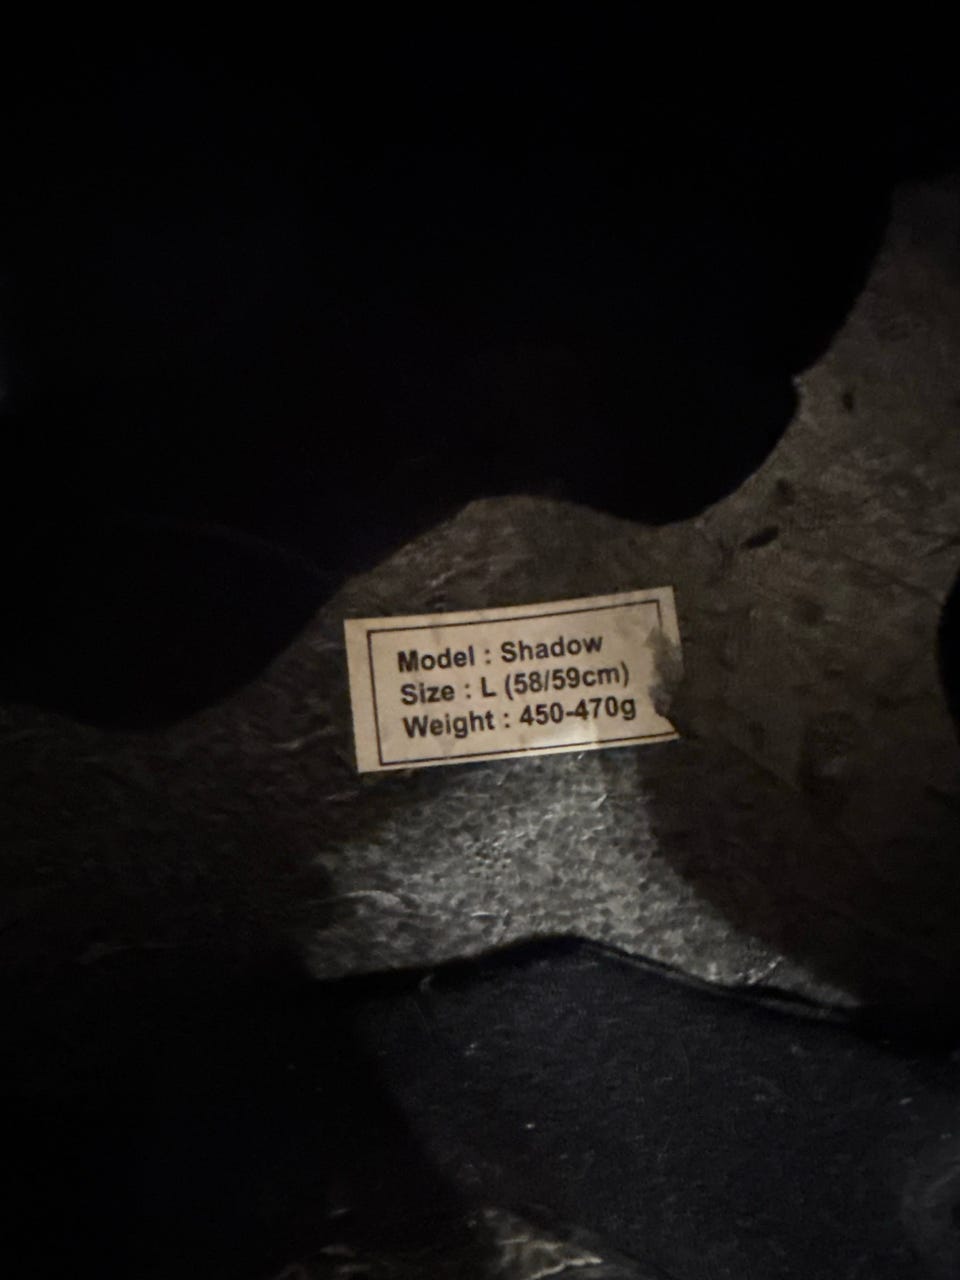 Model : Shadow
Size : L (58/59cm)
Weight : 450-470g